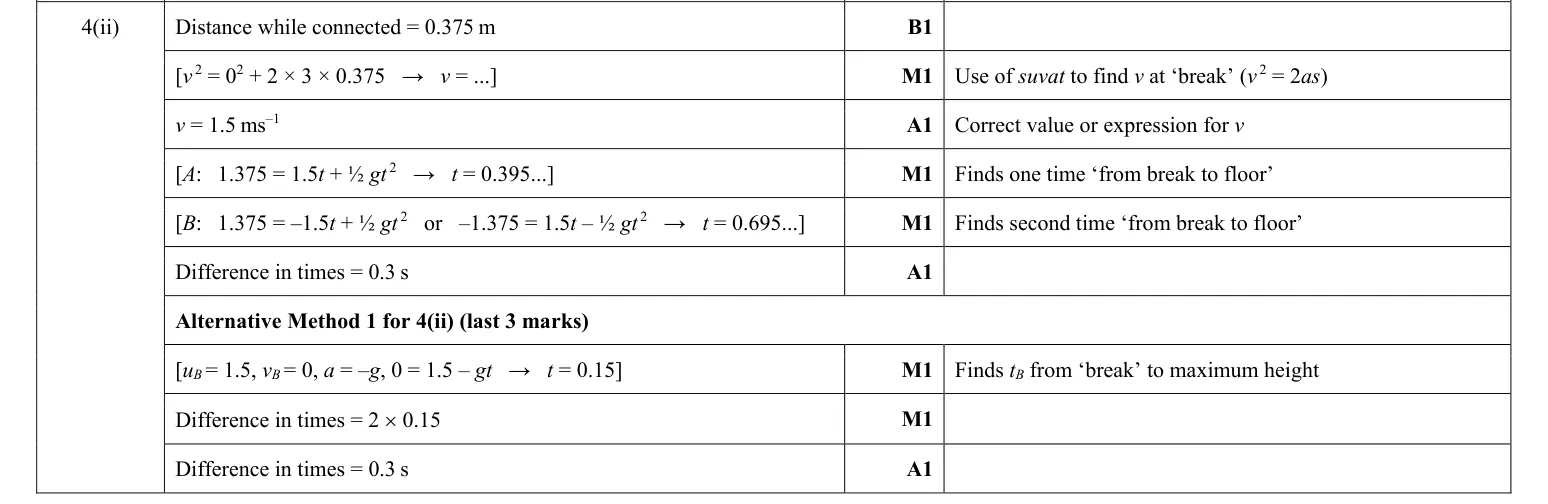 4(ii) Distance while connected = 0.375 m B1
[v² = 0² + 2 × 3 × 0.375 → v = ...] M1 Use of suvat to find v at ‘break’ (v² = 2as)
v = 1.5 ms⁻¹ A1 Correct value or expression for v
[A: 1.375 = 1.5t + ½ gt² → t = 0.395...] M1 Finds one time ‘from break to floor’
[B: 1.375 = –1.5t + ½ gt² or –1.375 = 1.5t – ½ gt² → t = 0.695...] M1 Finds second time ‘from break to floor’
Difference in times = 0.3 s A1
Alternative Method 1 for 4(ii) (last 3 marks)
[u_B = 1.5, v_B = 0, a = –g, 0 = 1.5 – gt → t = 0.15] M1 Finds t_B from ‘break’ to maximum height
Difference in times = 2 × 0.15 M1
Difference in times = 0.3 s A1